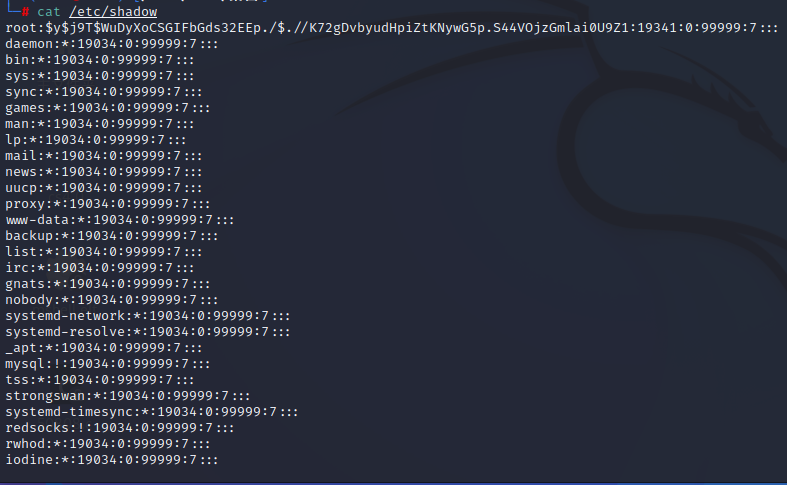 └─# cat /etc/shadow
root:$y$j9T$WuDyXoCSGIFbGds32EEp./$.//K72gDvbyudHpiZtKNywG5p.S44VOjzGmlai0U9Z1:19341:0:99999:7:::
daemon:*:19034:0:99999:7:::
bin:*:19034:0:99999:7:::
sys:*:19034:0:99999:7:::
sync:*:19034:0:99999:7:::
games:*:19034:0:99999:7:::
man:*:19034:0:99999:7:::
lp:*:19034:0:99999:7:::
mail:*:19034:0:99999:7:::
news:*:19034:0:99999:7:::
uucp:*:19034:0:99999:7:::
proxy:*:19034:0:99999:7:::
www-data:*:19034:0:99999:7:::
backup:*:19034:0:99999:7:::
list:*:19034:0:99999:7:::
irc:*:19034:0:99999:7:::
gnats:*:19034:0:99999:7:::
nobody:*:19034:0:99999:7:::
systemd-network:*:19034:0:99999:7:::
systemd-resolve:*:19034:0:99999:7:::
_apt:*:19034:0:99999:7:::
mysql:!:19034:0:99999:7:::
tss:*:19034:0:99999:7:::
strongswan:*:19034:0:99999:7:::
systemd-timesync:*:19034:0:99999:7:::
redsocks:!:19034:0:99999:7:::
rwhod:*:19034:0:99999:7:::
iodine:*:19034:0:99999:7:::